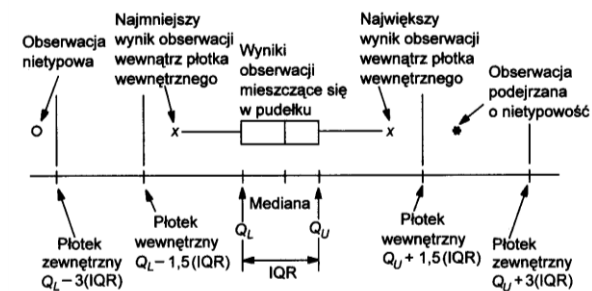 Obserwacja
nietypowa
Najmniejszy
wynik obserwacji
wewnątrz płotka
wewnętrznego
Wyniki
obserwacji
mieszczące się
w pudełku
Największy
wynik obserwacji
wewnątrz płotka
wewnętrznego
Obserwacja
podejrzana
o nietypowość
x
x
Płotek
zewnętrzny
Q_L – 3(IQR)
Płotek
wewnętrzny
Q_L – 1,5(IQR)
Q_L
Mediana
Q_U
IQR
Płotek
wewnętrzny
Q_U + 1,5(IQR)
Płotek
zewnętrzny
Q_U + 3(IQR)